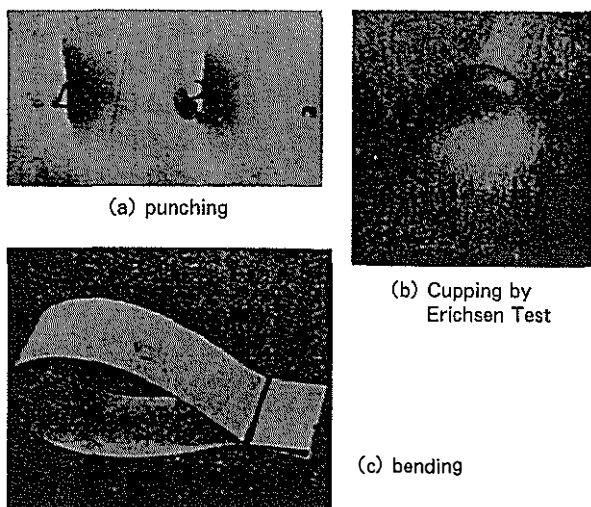 (a) punching
(b) Cupping by
Erichsen Test
(c) bending